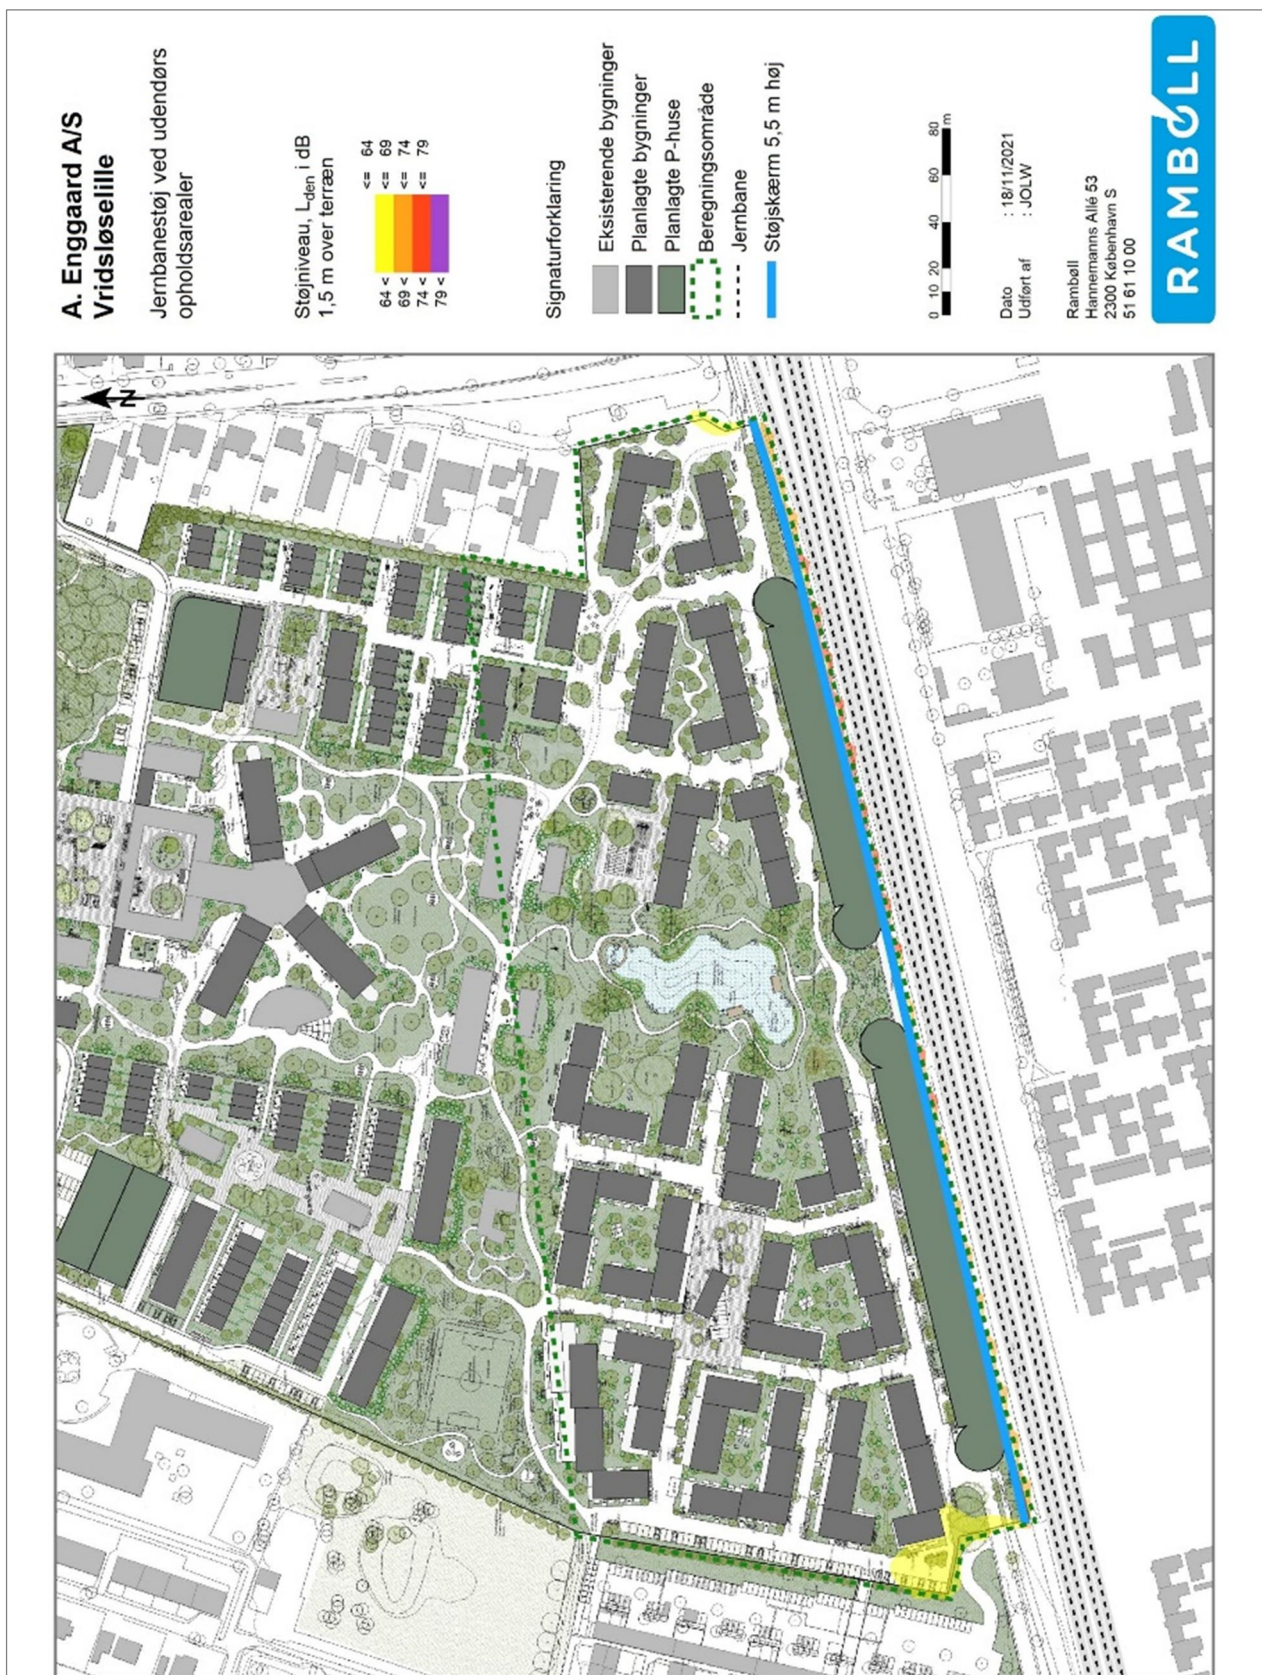 A. Enggaard A/S
Vridsløselille
Jernbanestøj ved udendørs
opholdsarealer
Støjniveau, Lden i dB
1,5 m over terræn
<= 64
64 < <= 69
69 < <= 74
74 < <= 79
79 <
Signaturforklaring
Eksisterende bygninger
Planlagte bygninger
Planlagte P-huse
Beregningsområde
Jernbane
Støjskærm 5,5 m høj
0 10 20 40 60 80
m
Dato : 18/11/2021
Udført af : JOLW
Rambøll
Hannemanns Allé 53
2300 København S
51 61 10 00
RAMBOLL
N